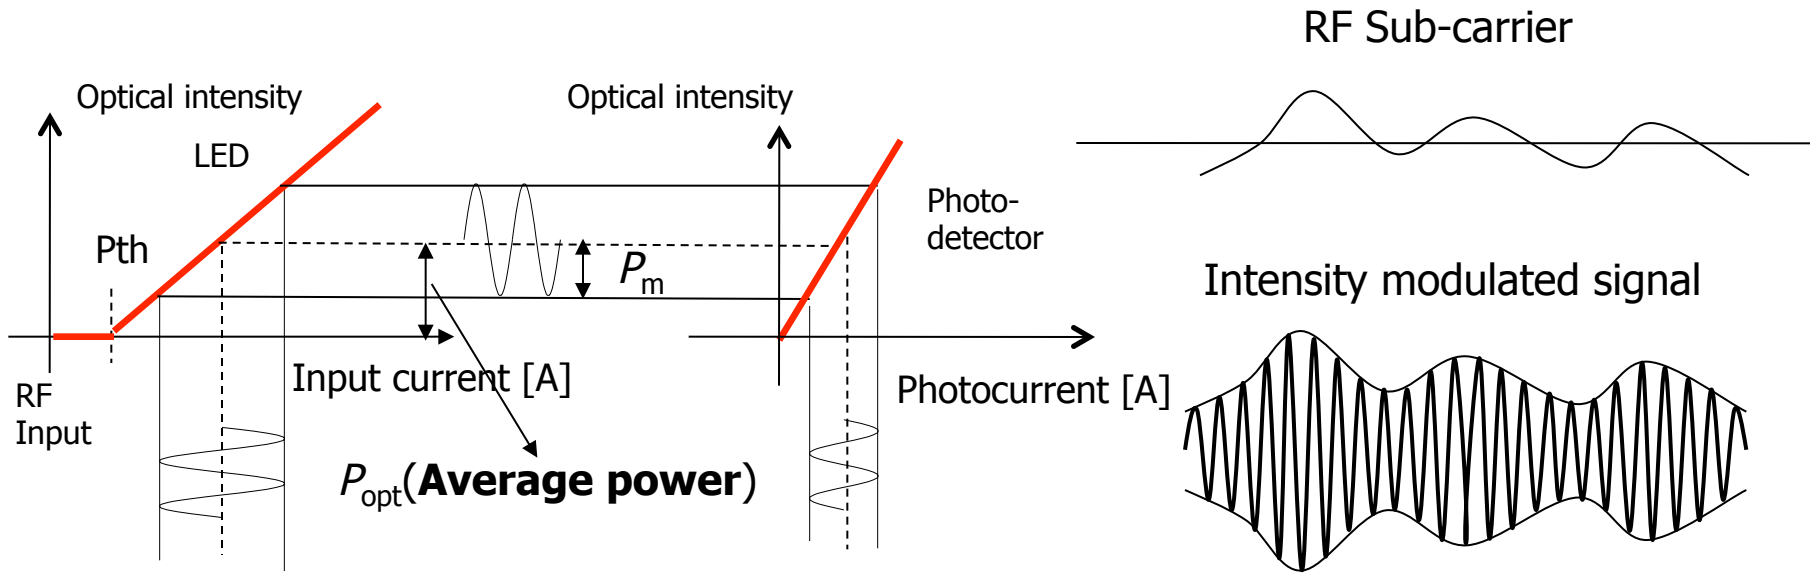 RF Sub-carrier
Optical intensity
Optical intensity
LED
Photo-
detector
Pth
Pm
Intensity modulated signal
Input current [A]
Photocurrent [A]
RF
Input
Popt(Average power)